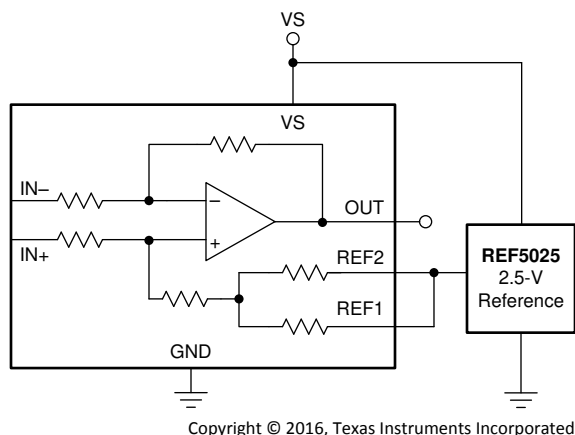 VS
VS
IN–
–
OUT
+
IN+
REF2
REF5025
2.5-V
Reference
REF1
GND
Copyright © 2016, Texas Instruments Incorporated